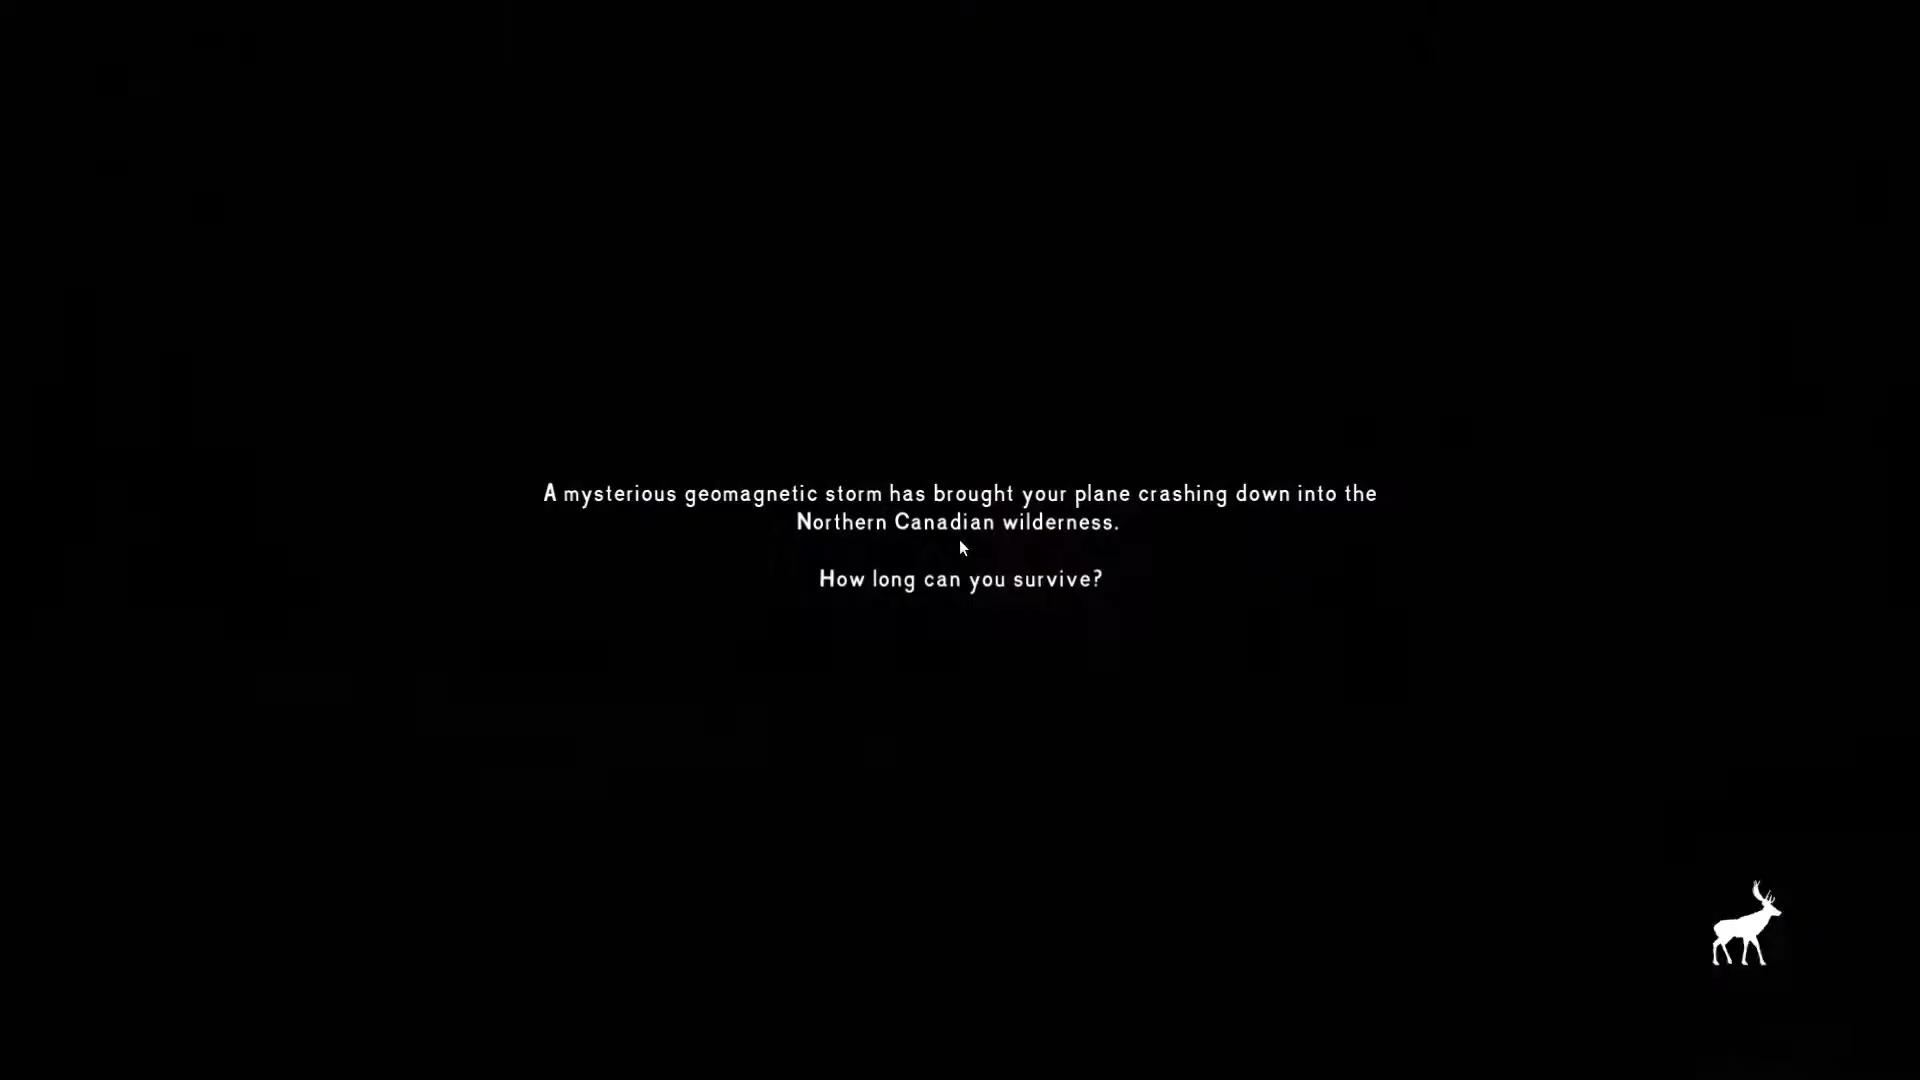 A mysterious geomagnetic storm has brought your plane crashing down into the
Northern Canadian wilderness.
How long can you survive?